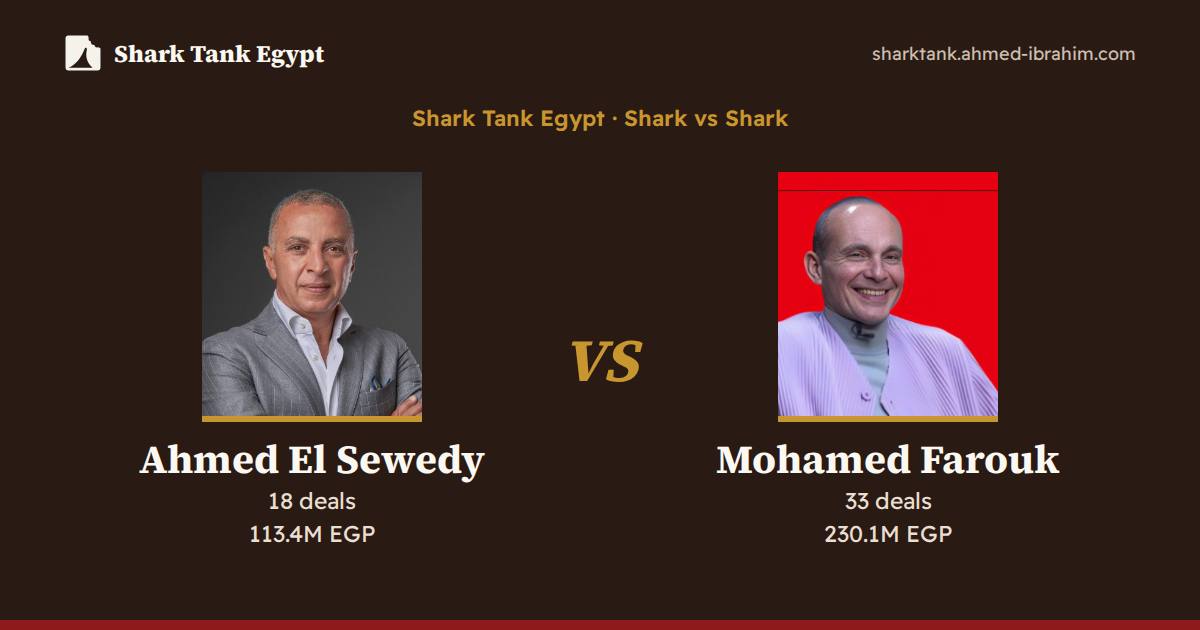 Shark Tank Egypt
sharktank.ahmed-ibrahim.com
Shark Tank Egypt · Shark vs Shark
VS
Ahmed El Sewedy
18 deals
113.4M EGP
Mohamed Farouk
33 deals
230.1M EGP